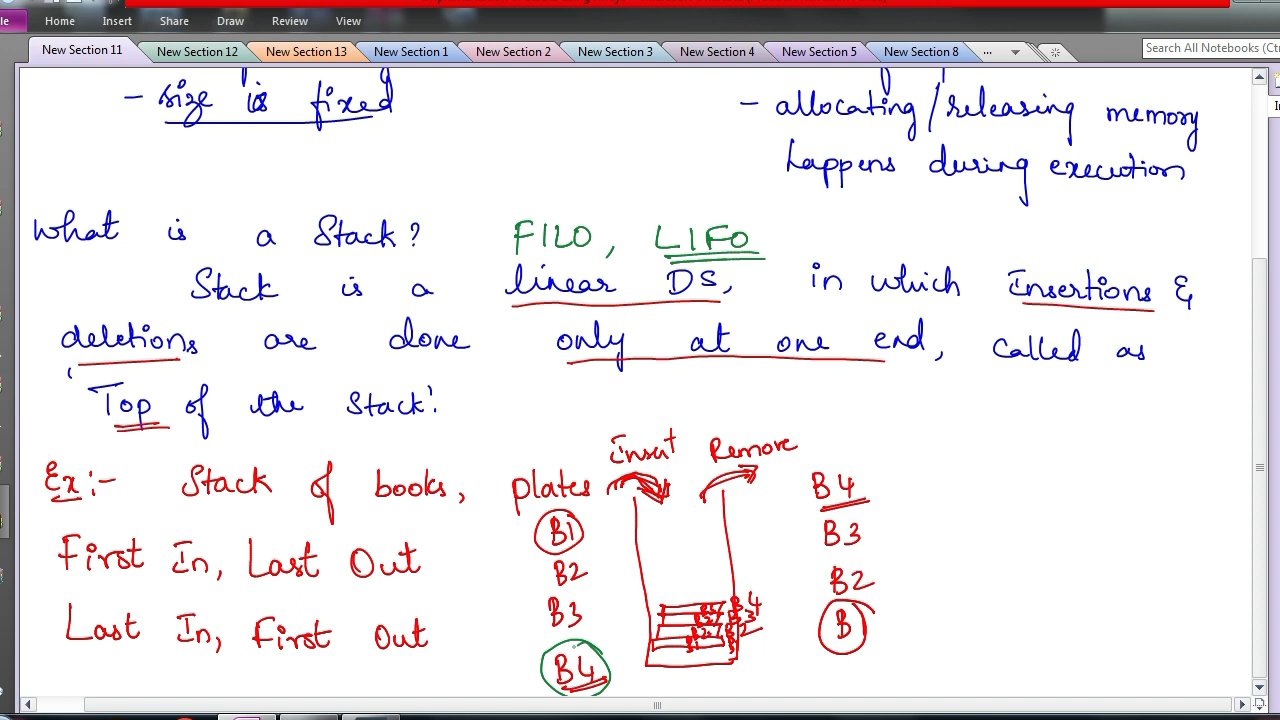 Home Insert Share Draw Review View
New Section 11 New Section 12 New Section 13 New Section 1 New Section 2 New Section 3 New Section 4 New Section 5 New Section 8 ... Search All Notebooks (Ct
- size is fixed
- allocating/releasing memory
happens during execution
What is a Stack? FILO, LIFO
Stack is a linear DS, in which Insertions &
deletions are done only at one end, called as
'Top of the Stack'.
Ex:- Stack of books, plates
Insert Remove
First In, Last Out
Last In, First Out
B1
B2
B3
B4
B4
B3
B2
B1
B4
B3
B2
B